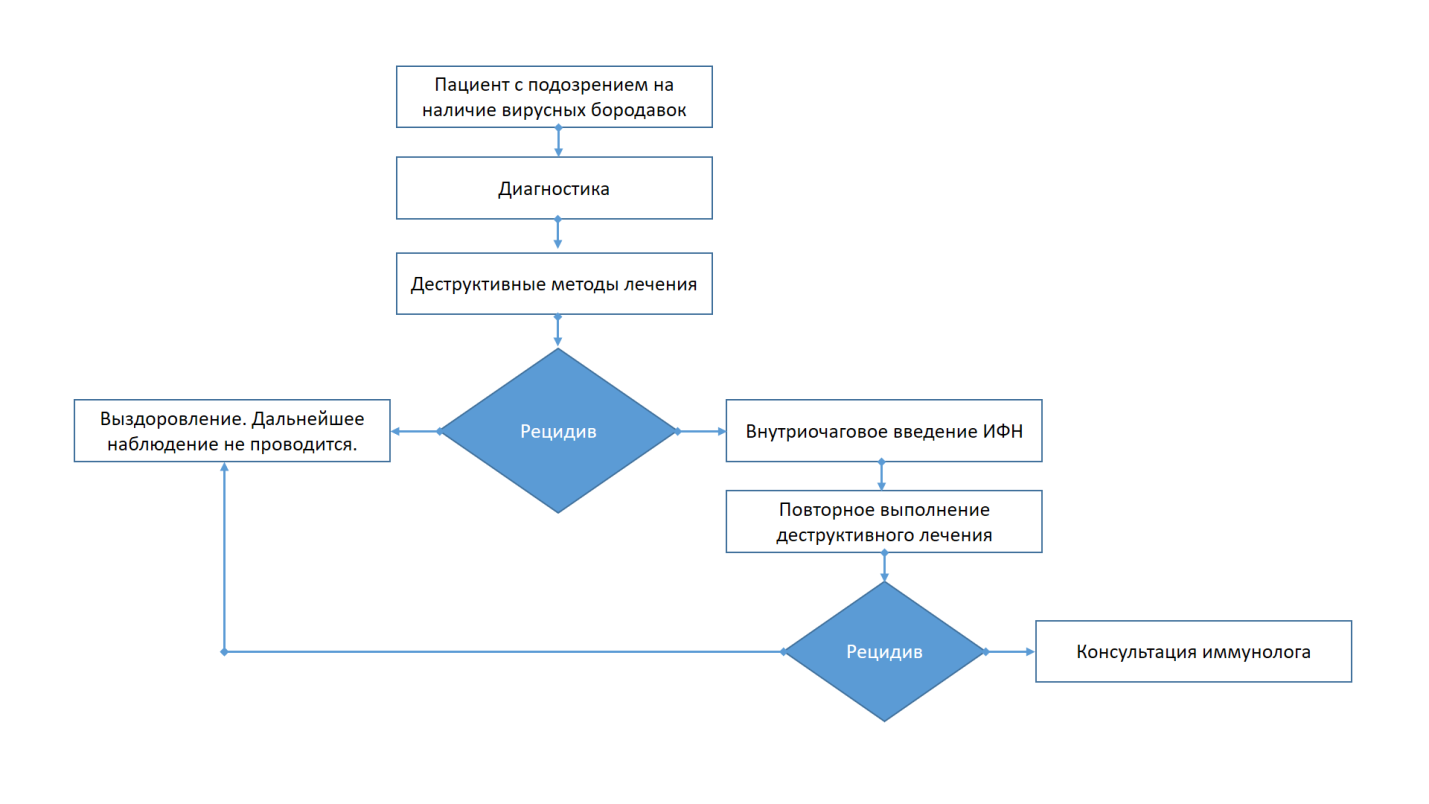 Пациент с подозрением на
наличие вирусных бородавок
Диагностика
Деструктивные методы лечения
Рецидив
Выздоровление. Дальнейшее
наблюдение не проводится.
Внутриочаговое введение ИФН
Повторное выполнение
деструктивного лечения
Рецидив
Консультация иммунолога